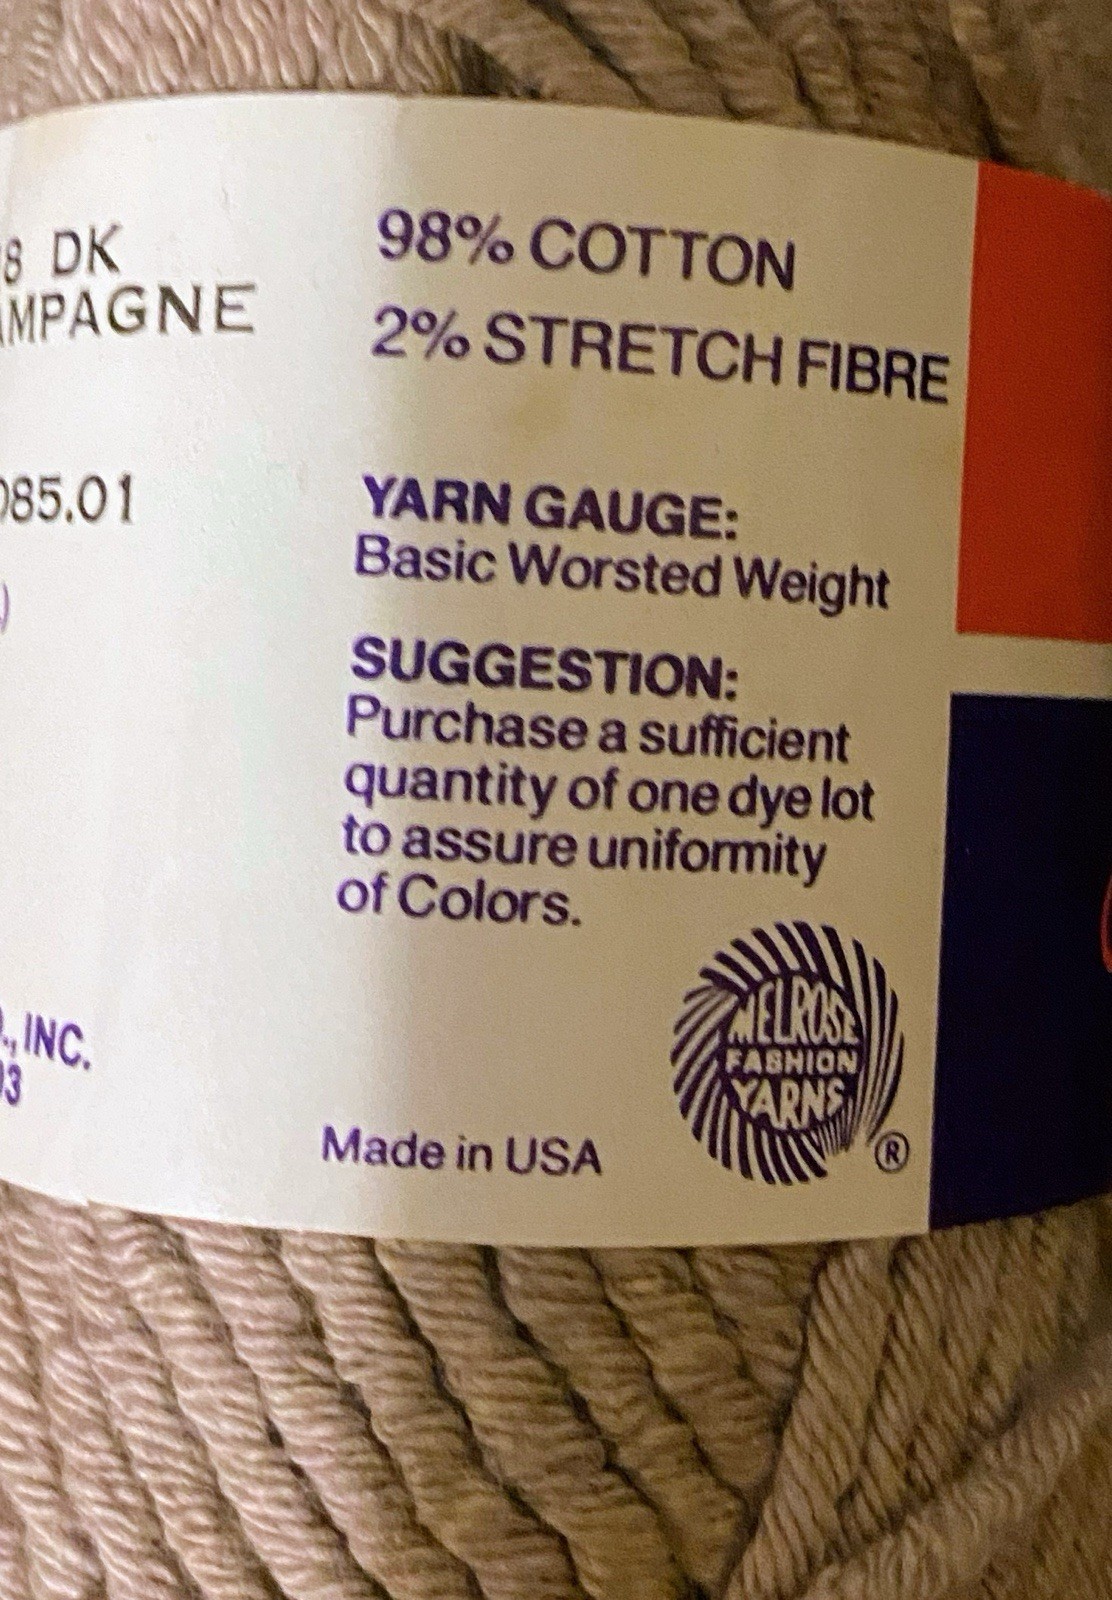 8 DK
MPAGNE
085.01
)
., INC.
03
98% COTTON
2% STRETCH FIBRE
YARN GAUGE:
Basic Worsted Weight
SUGGESTION:
Purchase a sufficient
quantity of one dye lot
to assure uniformity
of Colors.
Made in USA
MELROSE
FASHION
YARNS
®